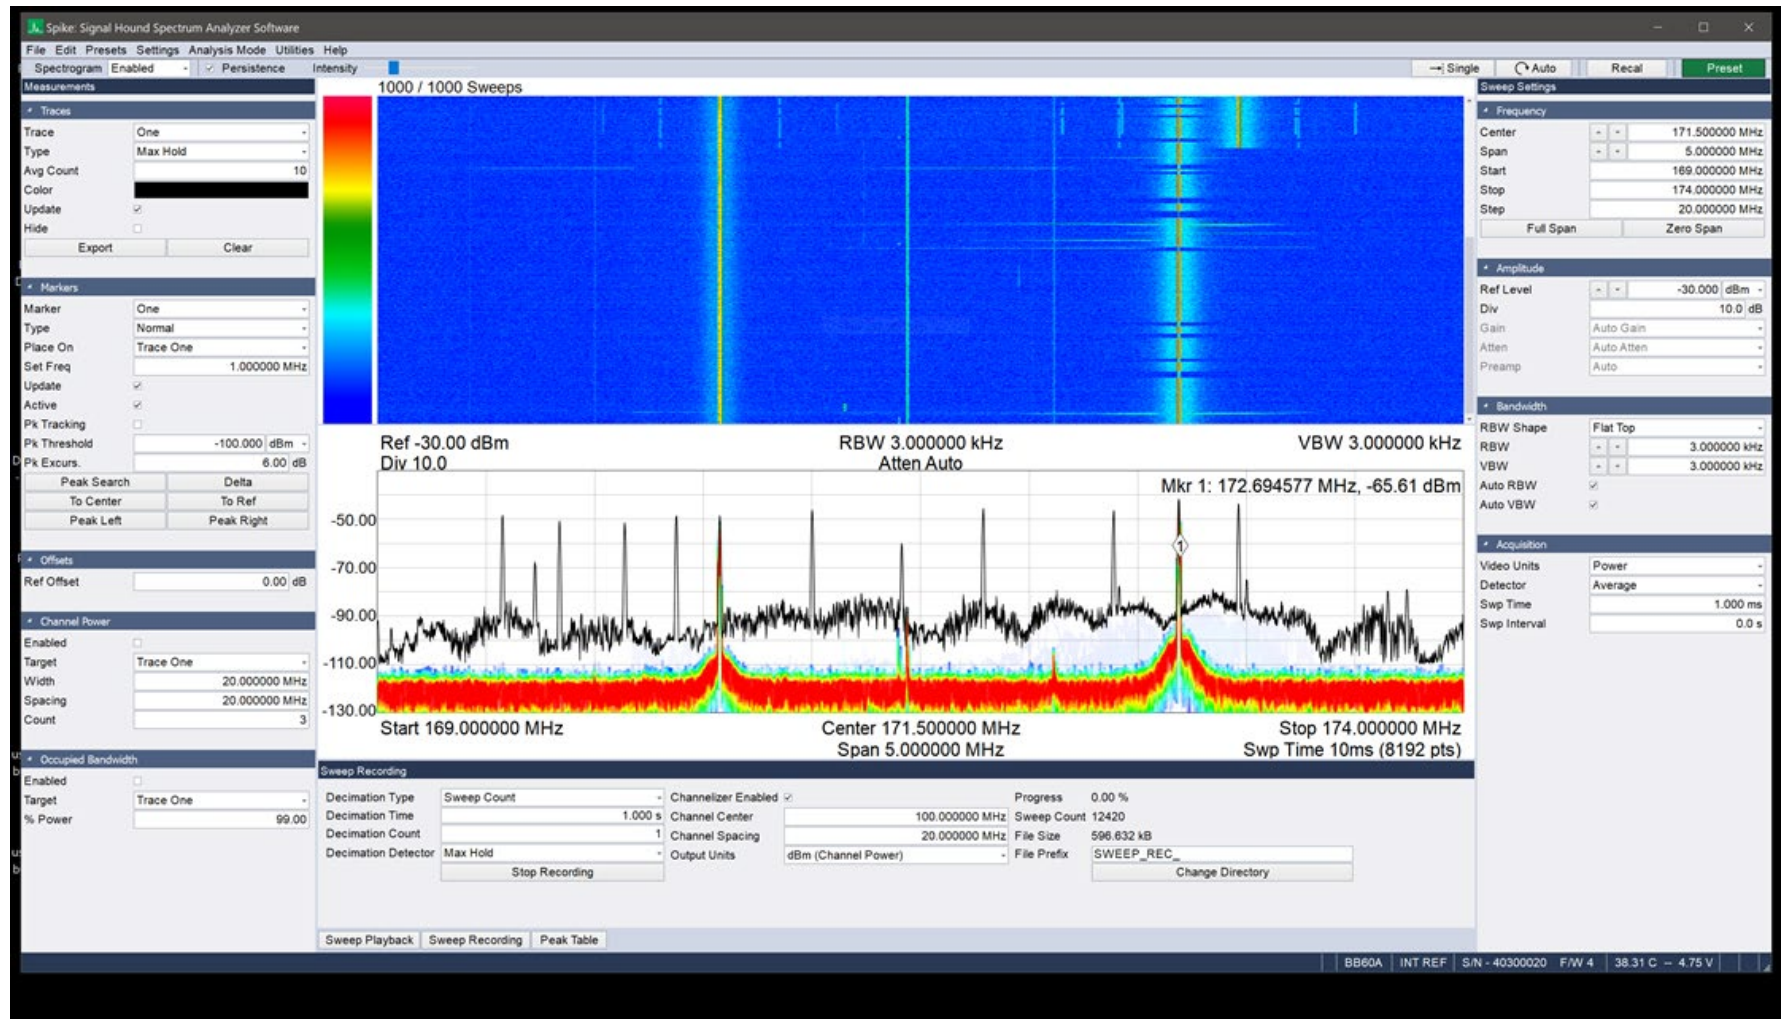 Spike: Signal Hound Spectrum Analyzer Software
File Edit Presets Settings Analysis Mode Utilities Help
Spectrogram Enabled Persistence Intensity Single Auto Recal Preset
Measurements
Traces
Trace One
Type Max Hold
Avg Count 10
Color
Update
Hide
Export Clear
Markers
Marker One
Type Normal
Place On Trace One
Set Freq 1.000000 MHz
Update
Active
Pk Tracking
Pk Threshold -100.000 dBm
Pk Excurs. 6.00 dB
Peak Search Delta
To Center To Ref
Peak Left Peak Right
Offsets
Ref Offset 0.00 dB
Channel Power
Enabled
Target Trace One
Width 20.000000 MHz
Spacing 20.000000 MHz
Count 3
Occupied Bandwidth
Enabled
Target Trace One
% Power 99.00
1000 / 1000 Sweeps
Ref -30.00 dBm RBW 3.000000 kHz VBW 3.000000 kHz
Div 10.0 Atten Auto
Mkr 1: 172.694577 MHz, -65.61 dBm
-50.00
1
-70.00
-90.00
-110.00
-130.00
Start 169.000000 MHz Center 171.500000 MHz Stop 174.000000 MHz
Span 5.000000 MHz Swp Time 10ms (8192 pts)
Sweep Recording
Decimation Type Sweep Count Channelizer Enabled Progress 0.00 %
Decimation Time 1.000 s Channel Center 100.000000 MHz Sweep Count 12420
Decimation Count 1 Channel Spacing 20.000000 MHz File Size 596.632 kB
Decimation Detector Max Hold Output Units dBm (Channel Power) File Prefix SWEEP_REC_
Stop Recording Change Directory
Sweep Playback Sweep Recording Peak Table
Sweep Settings
Frequency
Center 171.500000 MHz
Span 5.000000 MHz
Start 169.000000 MHz
Stop 174.000000 MHz
Step 20.000000 MHz
Full Span Zero Span
Amplitude
Ref Level -30.000 dBm
Div 10.0 dB
Gain Auto Gain
Atten Auto Atten
Preamp Auto
Bandwidth
RBW Shape Flat Top
RBW 3.000000 kHz
VBW 3.000000 kHz
Auto RBW
Auto VBW
Acquisition
Video Units Power
Detector Average
Swp Time 1.000 ms
Swp Interval 0.0 s
BB60A INT REF S/N - 40300020 F/W 4 38.31 C -- 4.75 V